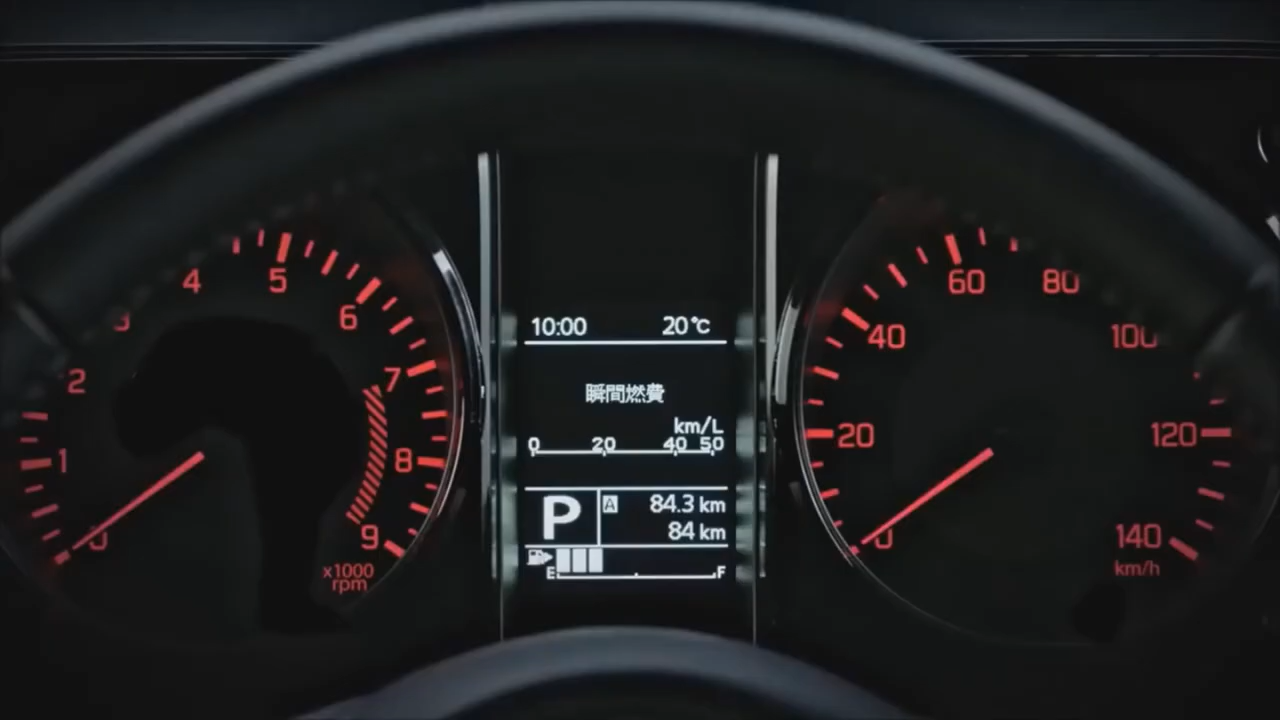 4
5
3
6
2
7
1
8
0
9
x1000
rpm
10:00 20°C
瞬間燃費
km/L
0 20 40 50
P A 84.3 km
84 km
E F
60
80
40
100
20
120
0
140
km/h